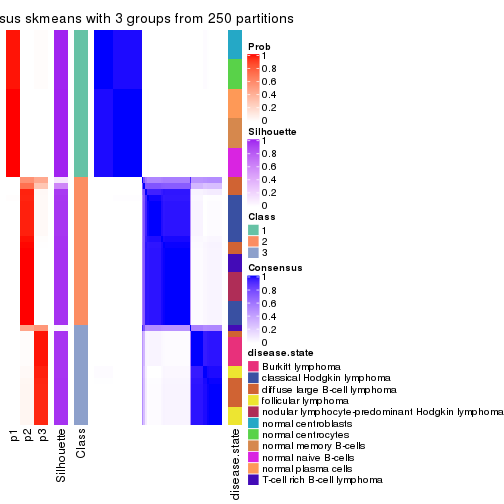 sus skmeans with 3 groups from 250 partitions
Prob
1
0.8
0.6
0.4
0.2
0
Silhouette
1
0.8
0.6
0.4
0.2
0
Class
1
2
3
Consensus
1
0.8
0.6
0.4
0.2
0
disease.state
Burkitt lymphoma
classical Hodgkin lymphoma
diffuse large B-cell lymphoma
follicular lymphoma
nodular lymphocyte-predominant Hodgkin lymphoma
normal centroblasts
normal centrocytes
normal memory B-cells
normal naive B-cells
normal plasma cells
T-cell rich B-cell lymphoma
p1
p2
p3
Silhouette
Class
disease.state